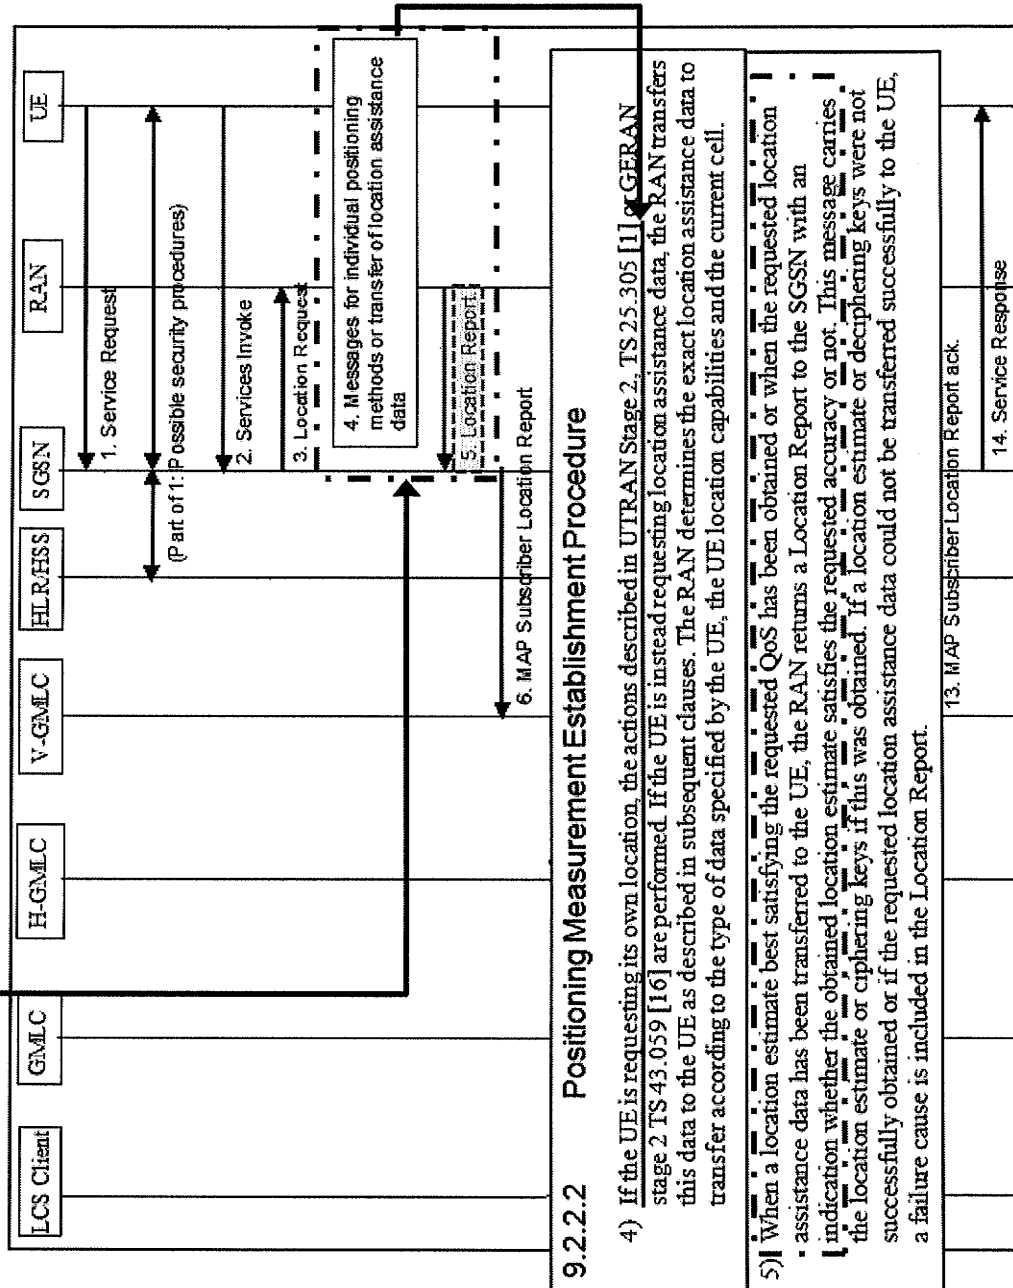 LCS Client
GMLC
H-GMLC
V-GMLC
HLR/HSS
SGSN
RAN
UE
1. Service Request
(Part of 1: Possible security procedures)
2. Services Invoke
3. Location Request
4. Messages for individual positioning
methods or transfer of location assistance
data
5. Location Report
6. MAP Subscriber Location Report
9.2.2.2 Positioning Measurement Establishment Procedure
4) If the UE is requesting its own location, the actions described in UTRAN Stage 2, TS 25.305 [1] or GERAN
stage 2 TS 43.059 [16] are performed. If the UE is instead requesting location assistance data, the RAN transfers
this data to the UE as described in subsequent clauses. The RAN determines the exact location assistance data to
transfer according to the type of data specified by the UE, the UE location capabilities and the current cell.
5) When a location estimate best satisfying the requested QoS has been obtained or when the requested location
assistance data has been transferred to the UE, the RAN returns a Location Report to the SGSN with an
indication whether the obtained location estimate satisfies the requested accuracy or not. This message carries
the location estimate or ciphering keys if this was obtained. If a location estimate or deciphering keys were not
successfully obtained or if the requested location assistance data could not be transferred successfully to the UE,
a failure cause is included in the Location Report.
13. MAP Subscriber Location Report ack.
14. Service Response